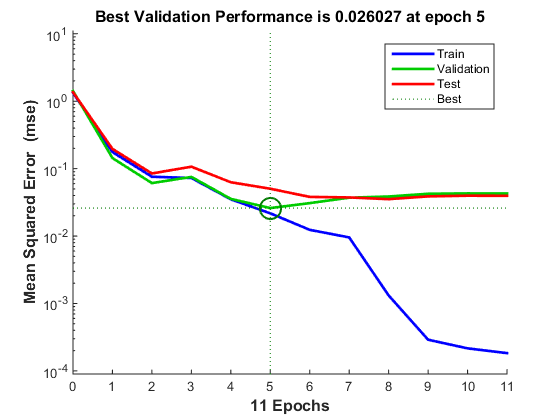 Best Validation Performance is 0.026027 at epoch 5
Mean Squared Error (mse)
10^1
10^0
10^-1
10^-2
10^-3
10^-4
Train
Validation
Test
Best
0 1 2 3 4 5 6 7 8 9 10 11
11 Epochs